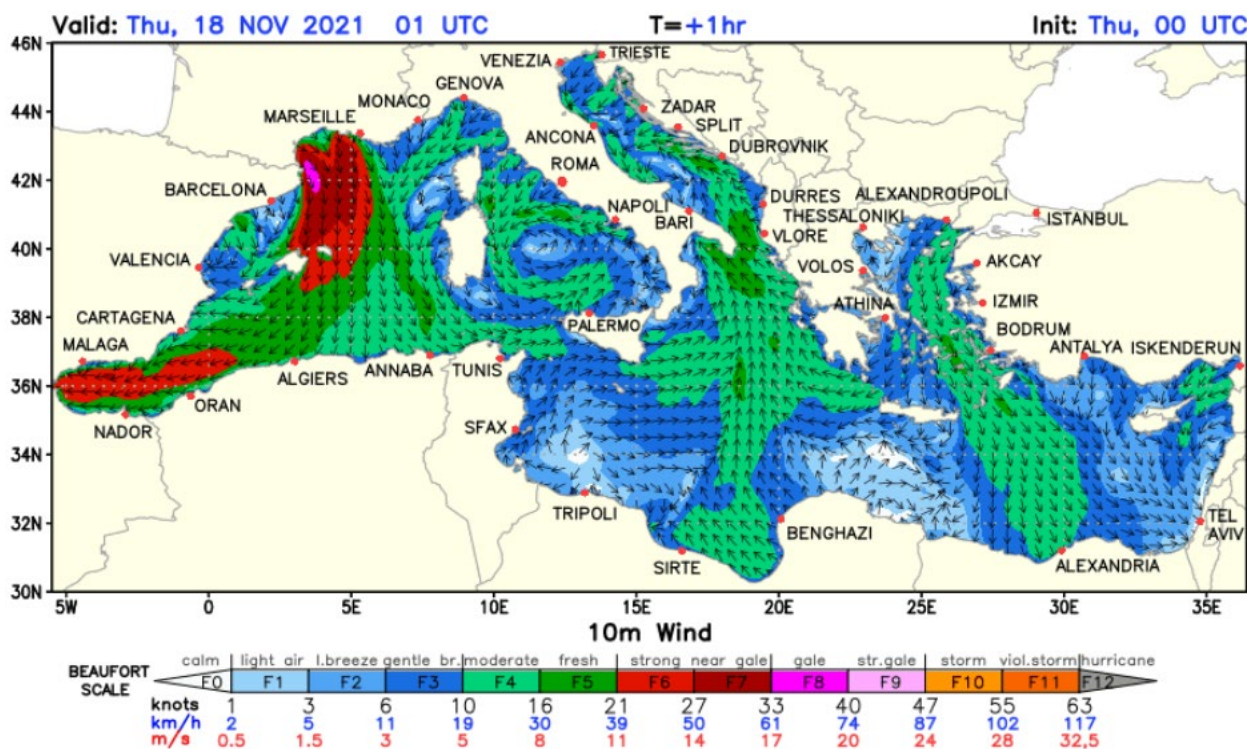 Valid: Thu, 18 NOV 2021 01 UTC T=+1hr Init: Thu, 00 UTC
46N
TRIESTE
VENEZIA
GENOVA
44N
MONACO
ZADAR
MARSEILLE
SPLIT
ANCONA
DUBROVNIK
ROMA
42N
BARCELONA
DURRES
ALEXANDROUPOLI
NAPOLI
THESSALONIKI
ISTANBUL
BARI
40N
VLORE
VALENCIA
VOLOS
AKCAY
ATHINA
IZMIR
38N
CARTAGENA
PALERMO
BODRUM
MALAGA
ANTALYA
ISKENDERUN
ALGIERS
ANNABA
TUNIS
36N
ORAN
NADOR
SFAX
34N
TRIPOLI
32N
BENGHAZI
TEL AVIV
SIRTE
ALEXANDRIA
30N
5W 0 5E 10E 15E 20E 25E 30E 35E
10m Wind
BEAUFORT SCALE
calm light air l.breeze gentle br. moderate fresh strong near gale gale str.gale storm viol.storm hurricane
F0 F1 F2 F3 F4 F5 F6 F7 F8 F9 F10 F11 F12
knots 1 3 6 10 16 21 27 33 40 47 55 63
km/h 2 5 11 19 30 39 50 61 74 87 102 117
m/s 0.5 1.5 3 5 8 11 14 17 20 24 28 32,5